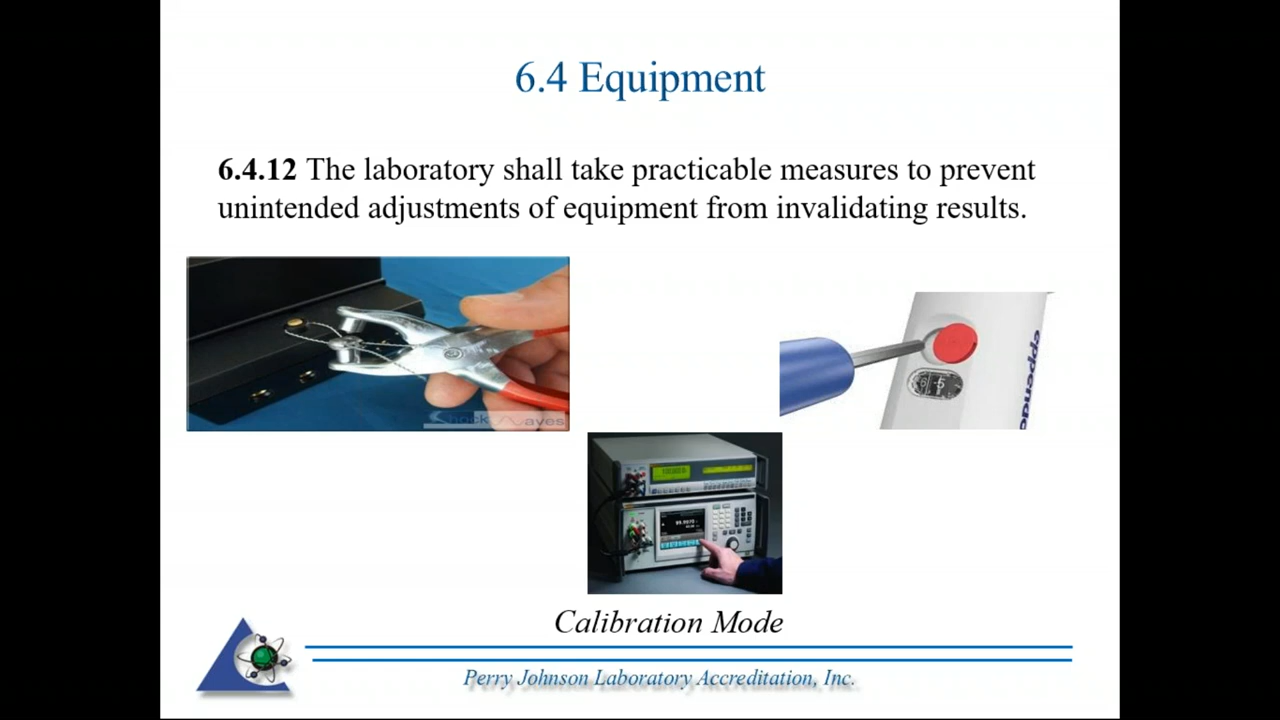 6.4 Equipment
6.4.12 The laboratory shall take practicable measures to prevent
unintended adjustments of equipment from invalidating results.
Calibration Mode
Perry Johnson Laboratory Accreditation, Inc.